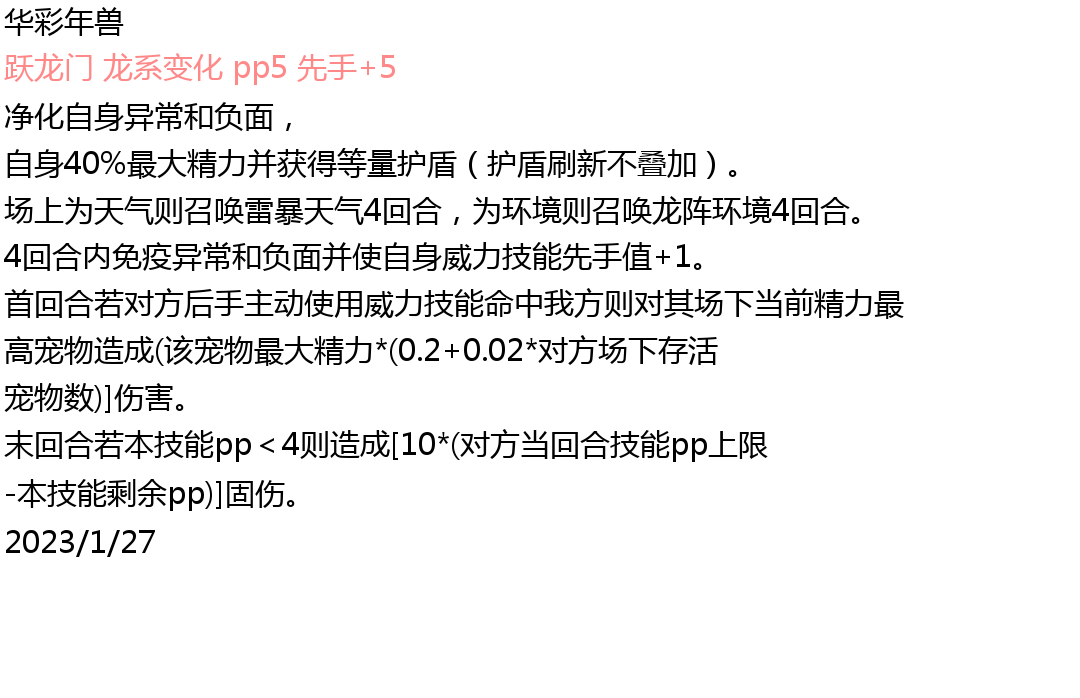 华彩年兽
跃龙门 龙系变化 pp5 先手+5
净化自身异常和负面，
自身40%最大精力并获得等量护盾（护盾刷新不叠加）。
场上为天气则召唤雷暴天气4回合，为环境则召唤龙阵环境4回合。
4回合内免疫异常和负面并使自身威力技能先手值+1。
首回合若对方后手主动使用威力技能命中我方则对其场下当前精力最
高宠物造成(该宠物最大精力*(0.2+0.02*对方场下存活
宠物数)]伤害。
末回合若本技能pp＜4则造成[10*(对方当回合技能pp上限
-本技能剩余pp)]固伤。
2023/1/27